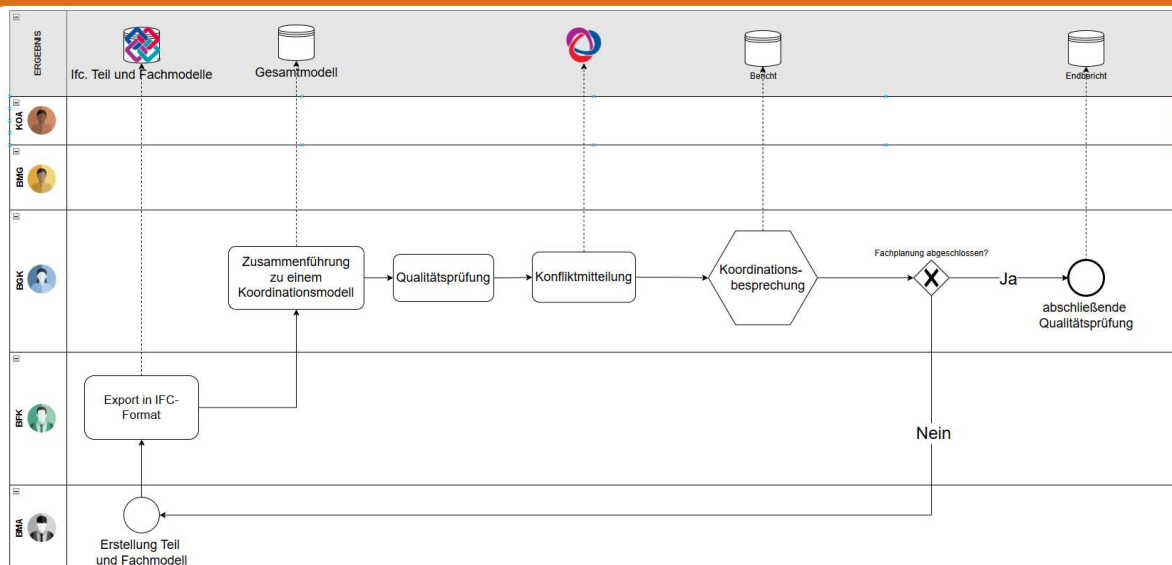 ERGEBNIS
Ifc. Teil und Fachmodelle
Gesamtmodell
Bericht
Endbericht
KOA
BMG
BGK
Zusammenführung
zu einem
Koordinationsmodell
Qualitätsprüfung
Konfliktmitteilung
Koordinations-
besprechung
Fachplanung abgeschlossen?
Ja
abschließende
Qualitätsprüfung
BFK
Export in IFC-
Format
Nein
BMA
Erstellung Teil
und Fachmodell